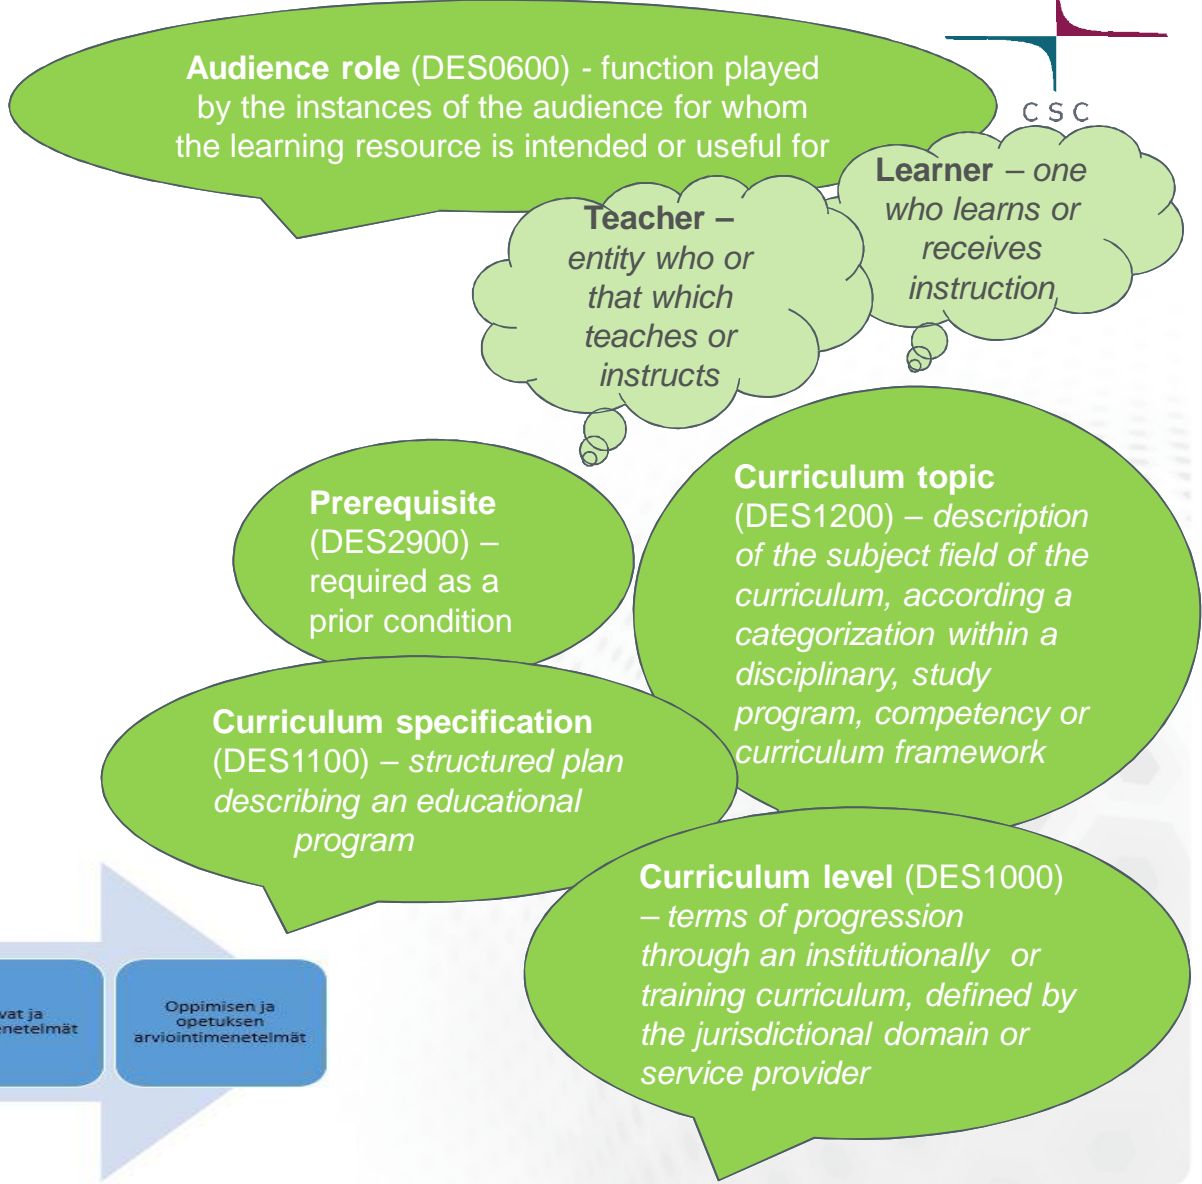 Audience role (DES0600) - function played
by the instances of the audience for whom
the learning resource is intended or useful for
CSC
Learner – one
who learns or
receives
instruction
Teacher –
entity who or
that which
teaches or
instructs
Prerequisite
(DES2900) –
required as a
prior condition
Curriculum topic
(DES1200) – description
of the subject field of the
curriculum, according a
categorization within a
disciplinary, study
program, competency or
curriculum framework
Curriculum specification
(DES1100) – structured plan
describing an educational
program
Curriculum level (DES1000)
– terms of progression
through an institutionally or
training curriculum, defined by
the jurisdictional domain or
service provider
ja
Oppimisen ja
opetuksen
arviointimenetelmät